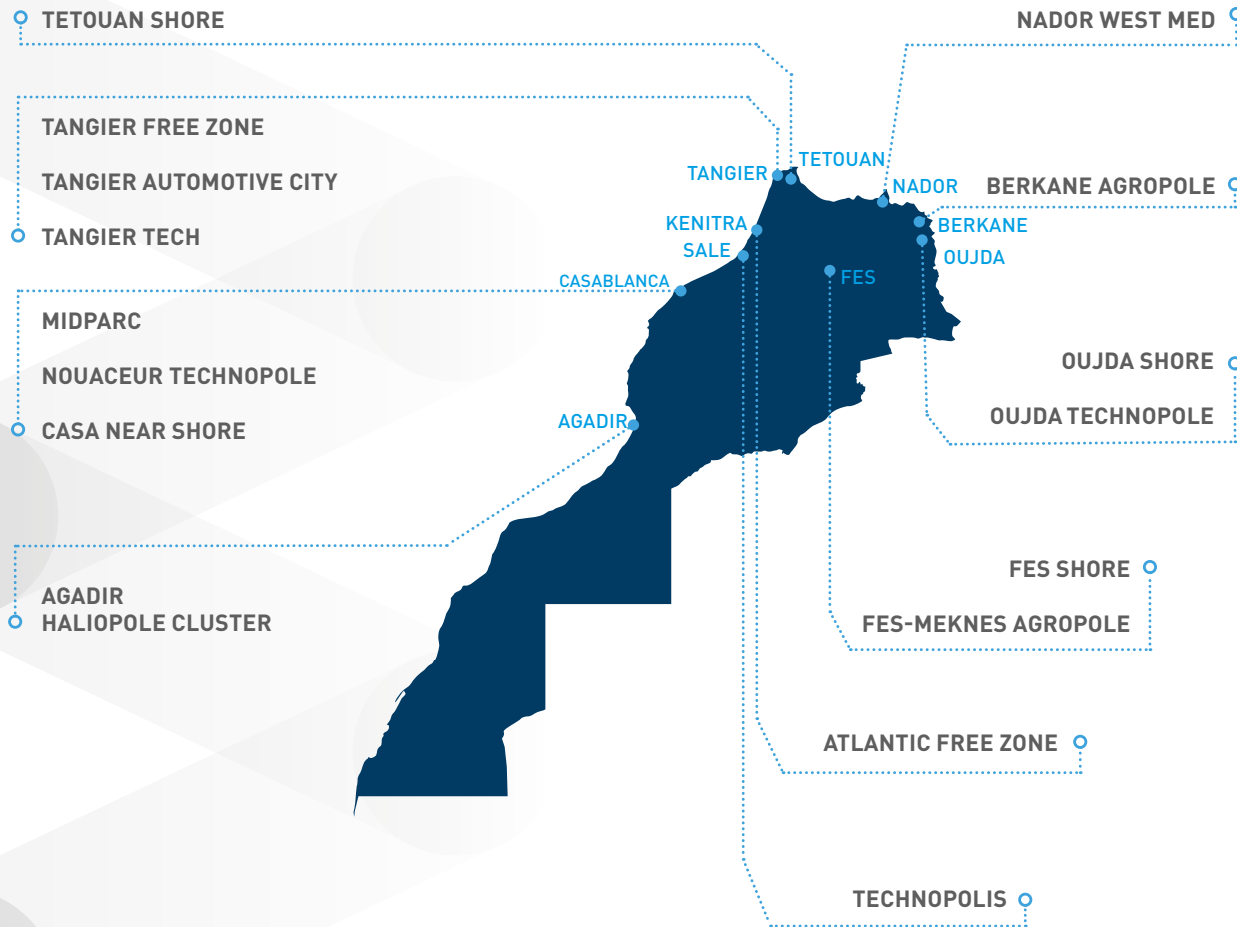 TETOUAN SHORE
NADOR WEST MED
TANGIER FREE ZONE
TANGIER AUTOMOTIVE CITY
TANGIER TECH
TETOUAN
TANGIER
NADOR
BERKANE AGROPOLE
KENITRA
BERKANE
SALE
OUJDA
CASABLANCA
FES
MIDPARC
NOUACEUR TECHNOPOLE
CASA NEAR SHORE
OUJDA SHORE
OUJDA TECHNOPOLE
AGADIR
AGADIR
HALIOPOLE CLUSTER
FES SHORE
FES-MEKNES AGROPOLE
ATLANTIC FREE ZONE
TECHNOPOLIS